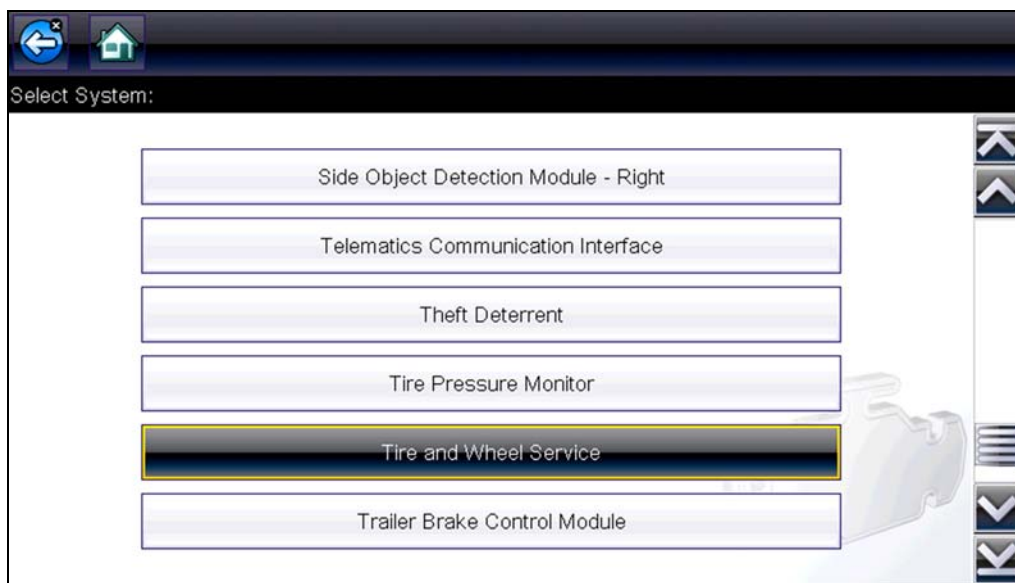 Select System:
Side Object Detection Module - Right
Telematics Communication Interface
Theft Deterrent
Tire Pressure Monitor
Tire and Wheel Service
Trailer Brake Control Module